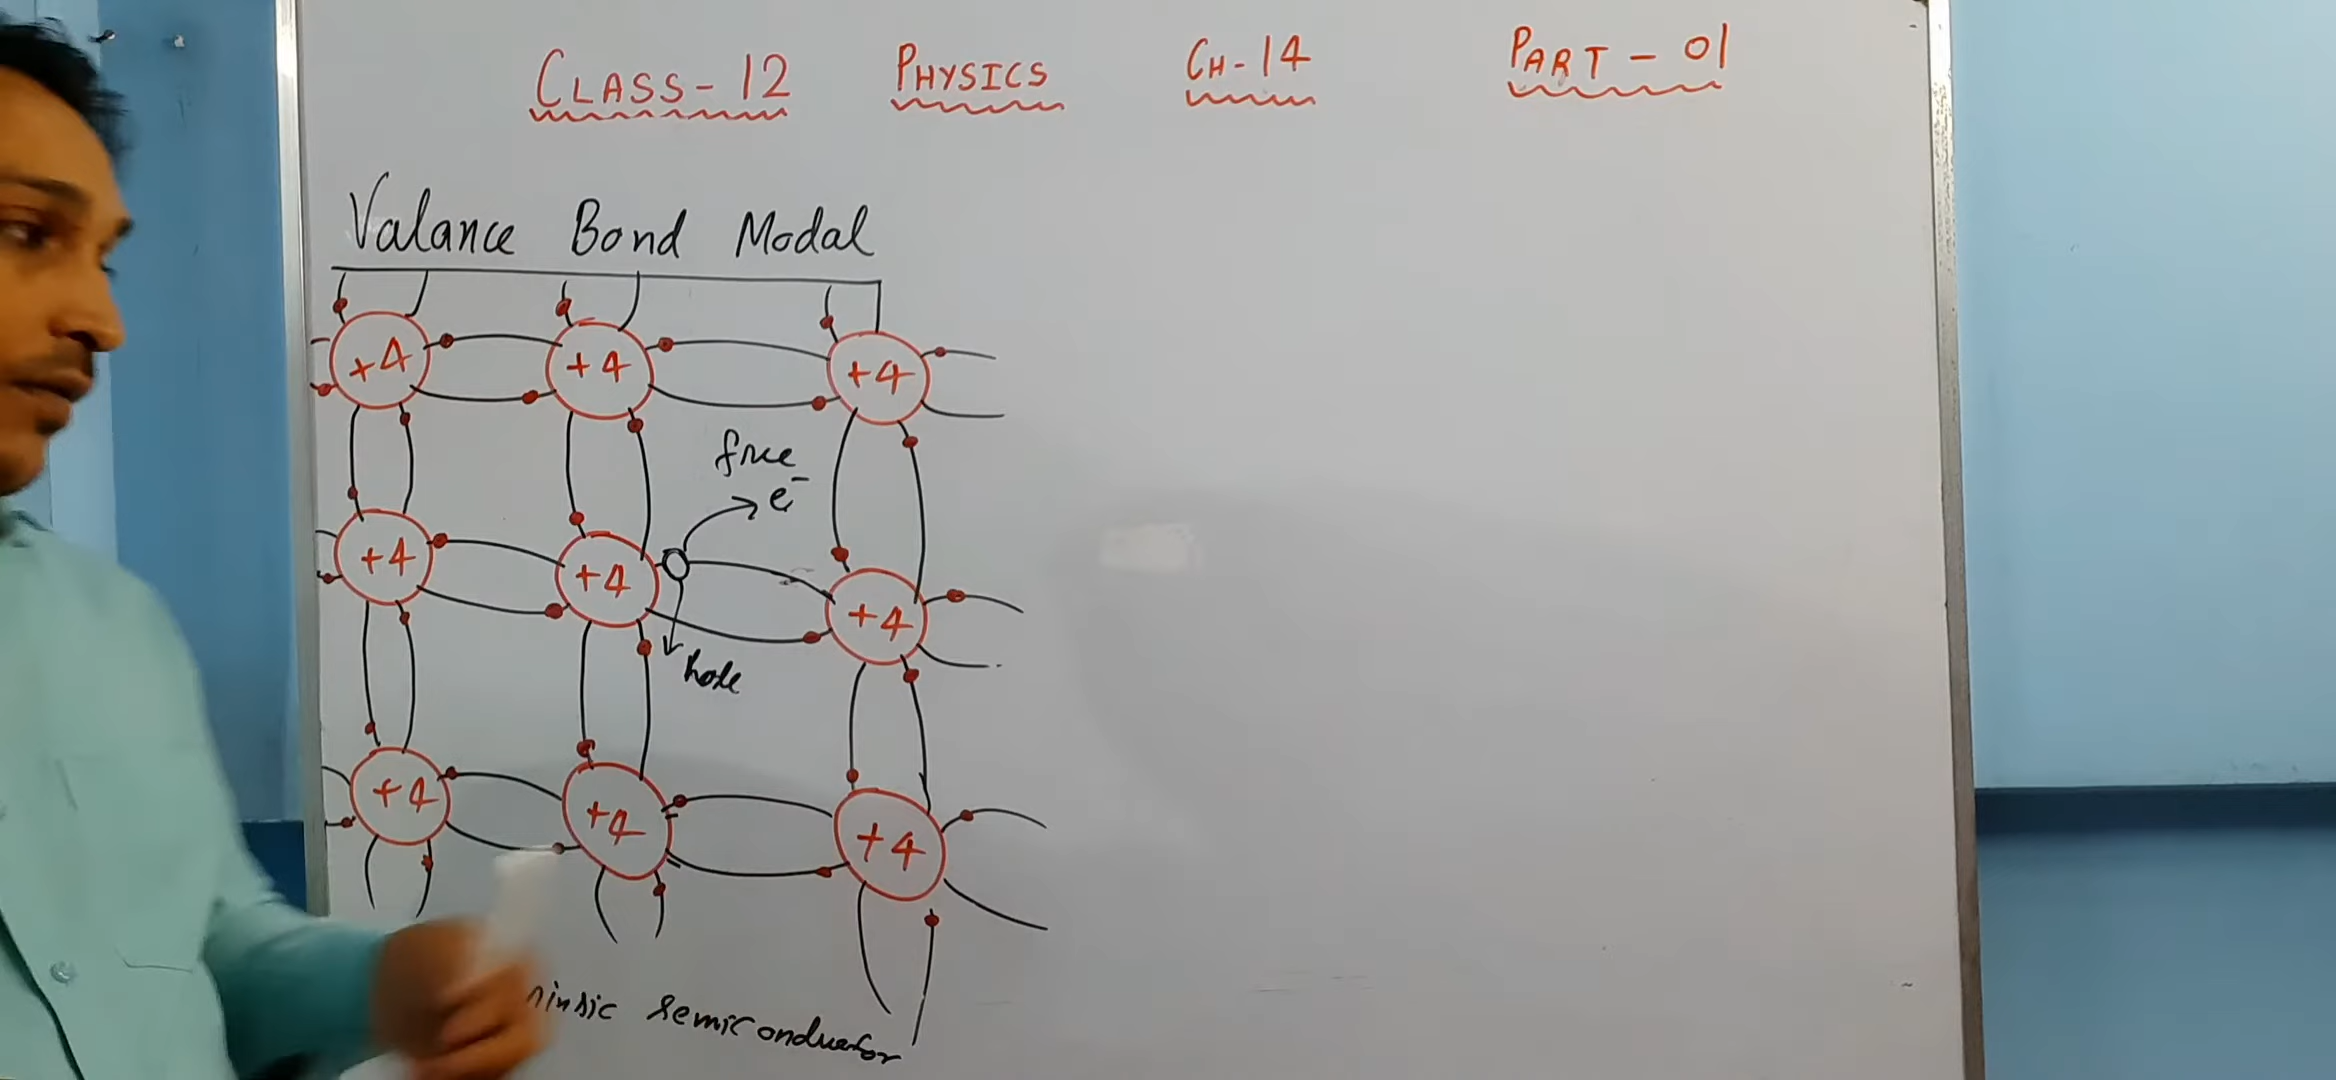 CLASS-12 PHYSICS CH-14 PART-01
Valance Bond Modal
+4 +4 +4
free
e⁻
+4 +4 +4
hole
+4 +4 +4
semiconductor